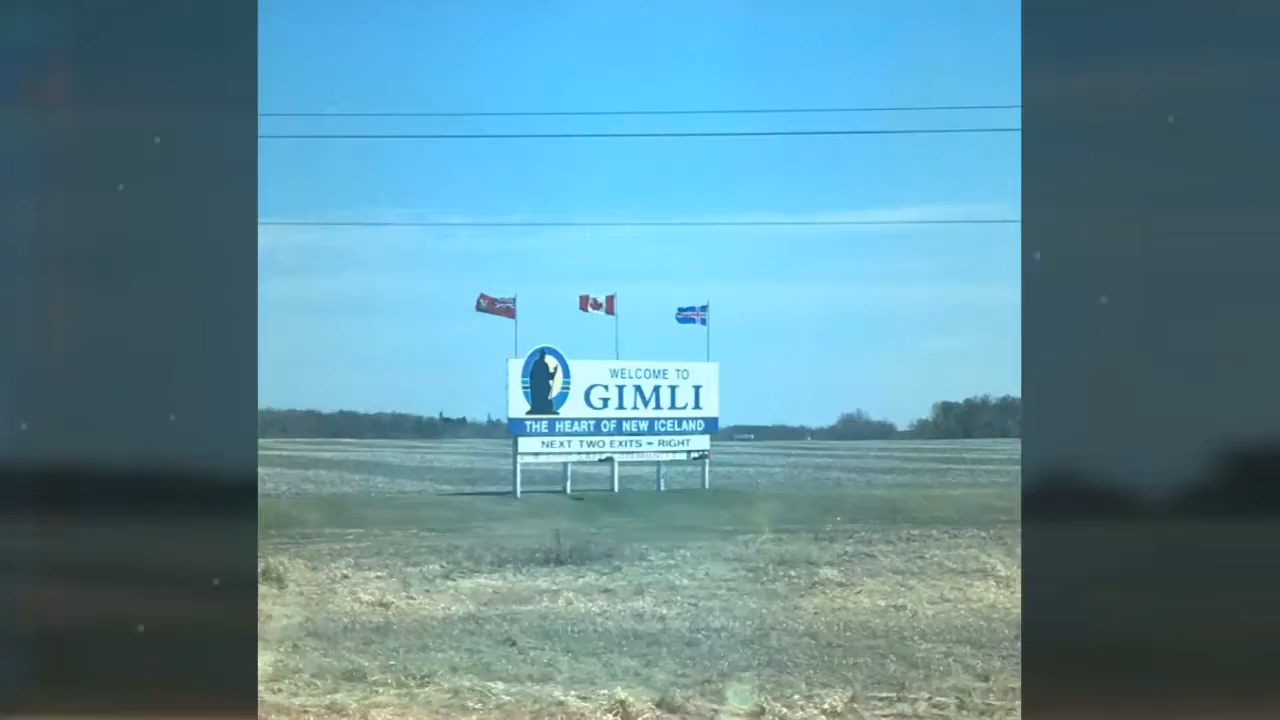 WELCOME TO
GIMLI
THE HEART OF NEW ICELAND
NEXT TWO EXITS - RIGHT